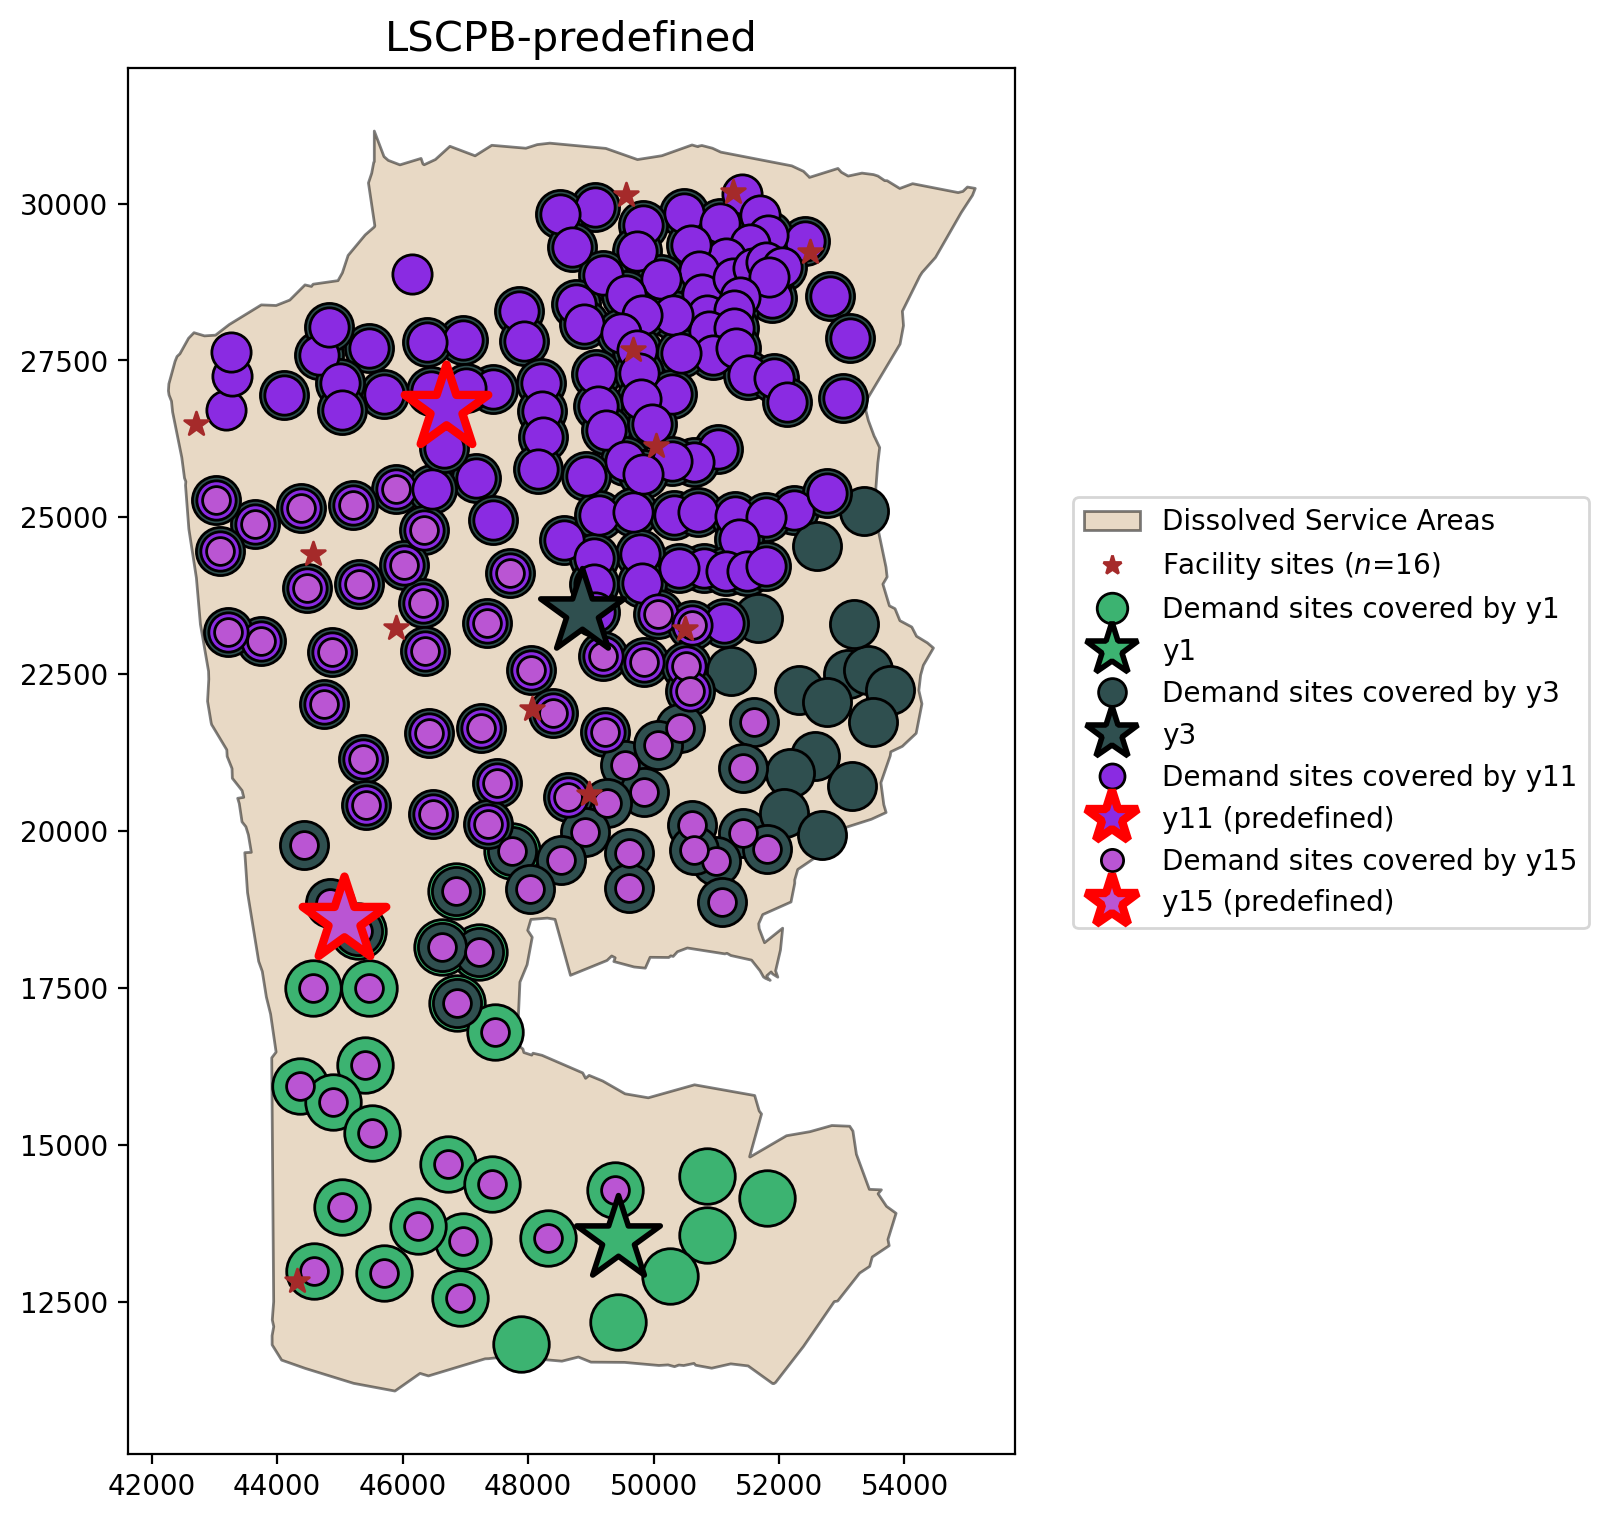 LSCPB-predefined
30000
27500
25000
22500
20000
17500
15000
12500
42000 44000 46000 48000 50000 52000 54000
Dissolved Service Areas
Facility sites (n=16)
Demand sites covered by y1
y1
Demand sites covered by y3
y3
Demand sites covered by y11
y11 (predefined)
Demand sites covered by y15
y15 (predefined)